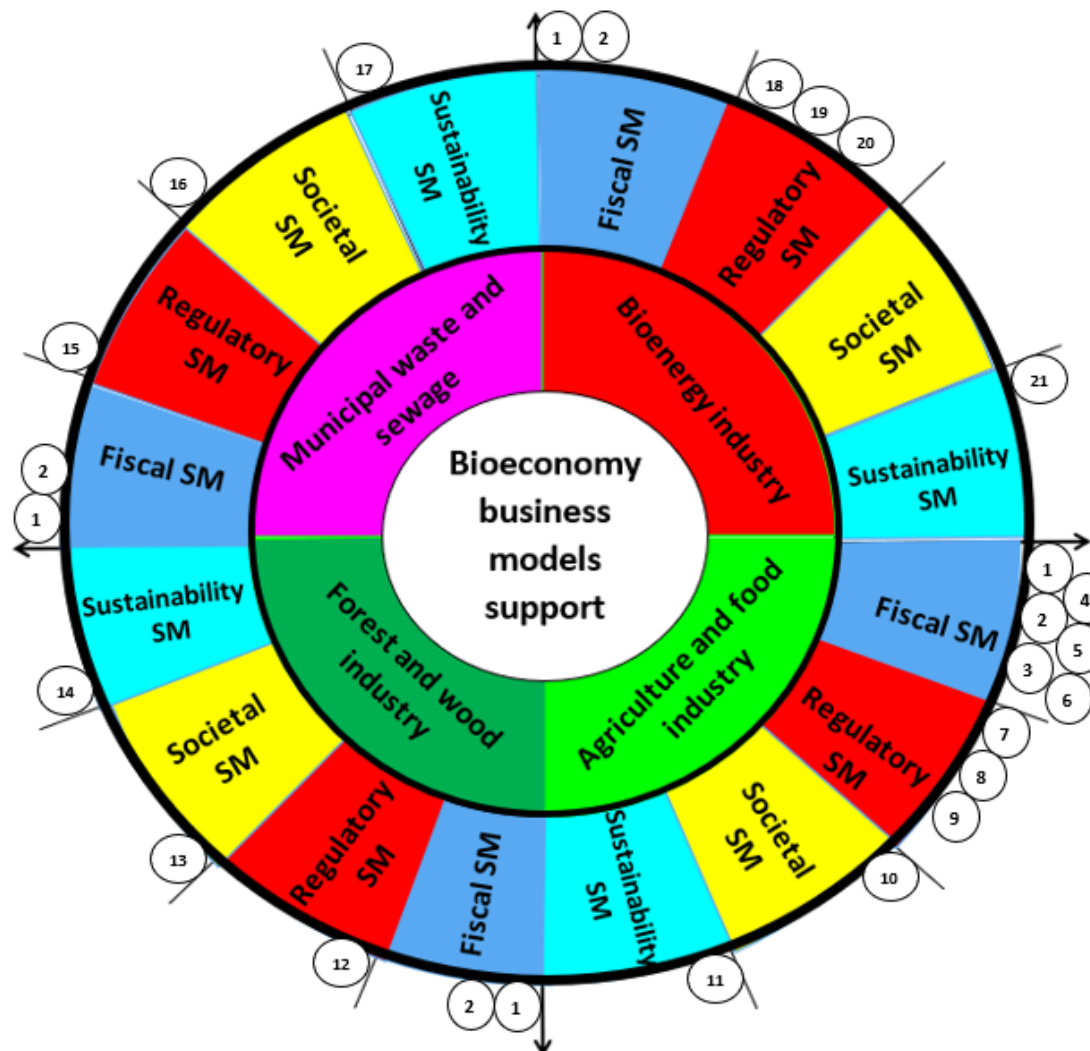 Bioeconomy
business
models
support
Bioenergy industry
Agriculture and food
industry
Forest and wood
industry
Municipal waste and
sewage
1
2
Fiscal SM
18
19
20
Regulatory
SM
Societal
SM
21
Sustainability
SM
1
4
2
5
3
6
Fiscal SM
7
8
9
Regulatory
SM
10
Societal
SM
11
Sustainability
SM
1
2
Fiscal SM
12
Regulatory
SM
13
Societal
SM
14
Sustainability
SM
1
2
Fiscal SM
15
Regulatory
SM
16
Societal
SM
17
Sustainability
SM